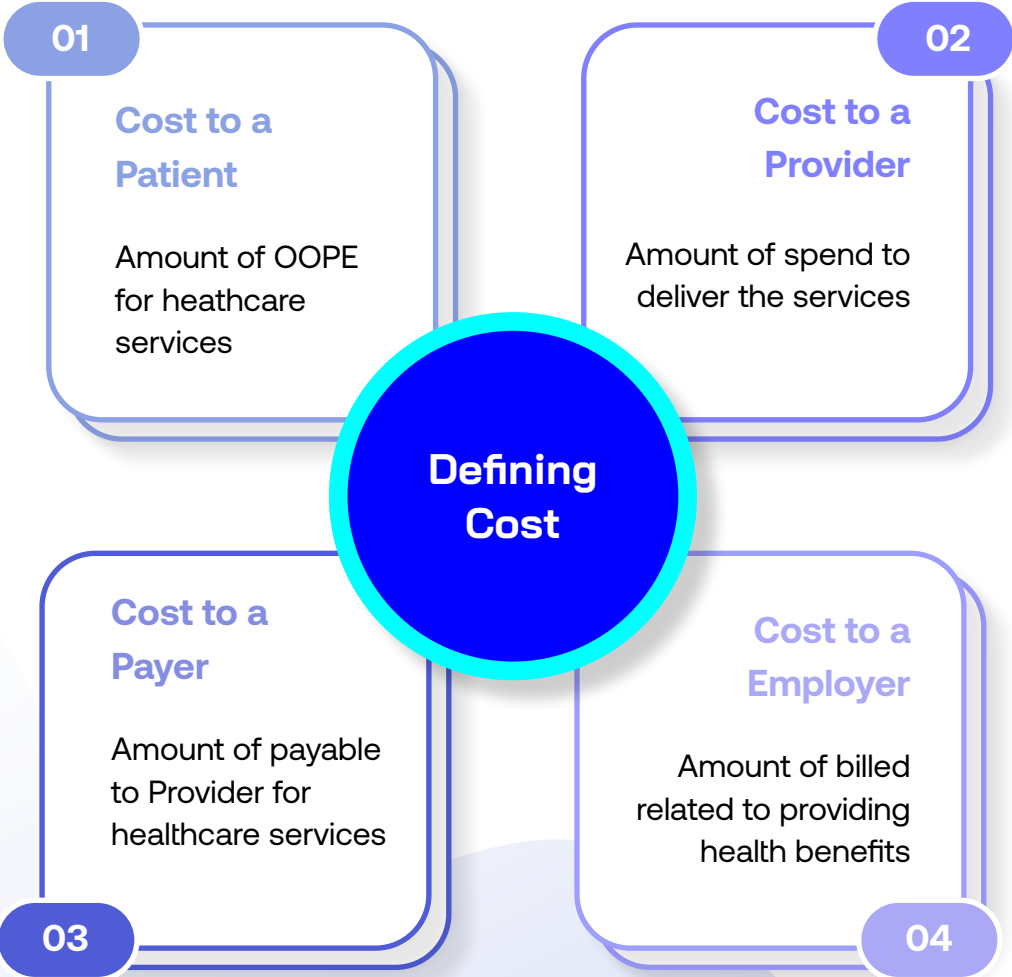 01
Cost to a
Patient
Amount of OOPE
for heathcare
services
02
Cost to a
Provider
Amount of spend to
deliver the services
Defining
Cost
Cost to a
Payer
Amount of payable
to Provider for
healthcare services
03
Cost to a
Employer
Amount of billed
related to providing
health benefits
04